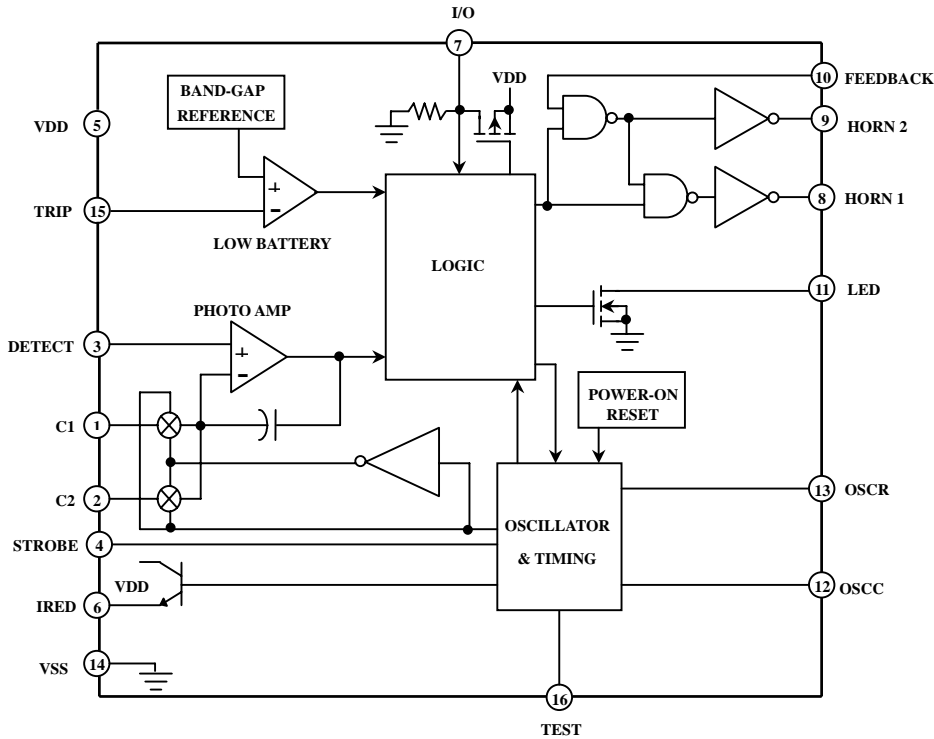 I/O
7
BAND-GAP
REFERENCE
VDD
10 FEEDBACK
VDD 5
9 HORN 2
+
−
TRIP 15
8 HORN 1
LOW BATTERY
LOGIC
11 LED
PHOTO AMP
DETECT 3
+
−
POWER-ON
RESET
C1 1
C2 2
13 OSCR
OSCILLATOR
& TIMING
STROBE 4
VDD
12 OSCC
IRED 6
VSS 14
16
TEST